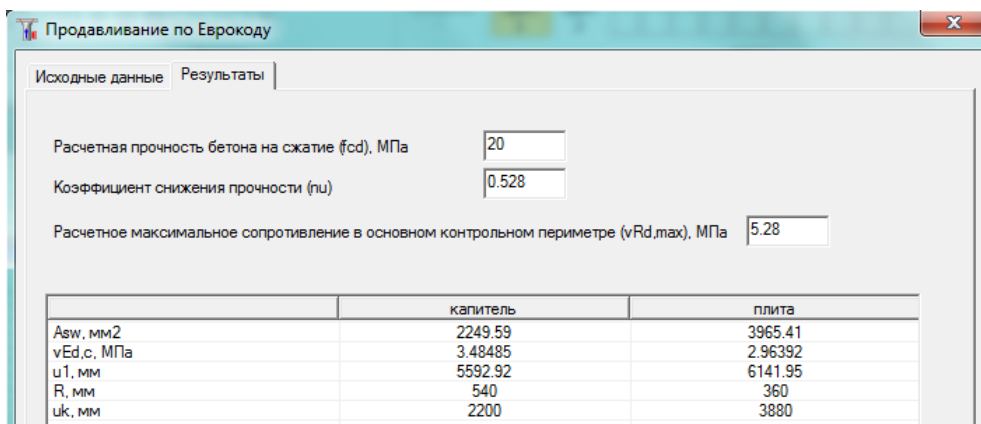 Продавливание по Еврокоду
Исходные данные Результаты
Расчетная прочность бетона на сжатие (fcd), МПа 20
Коэффициент снижения прочности (nu) 0.528
Расчетное максимальное сопротивление в основном контрольном периметре (vRd,max), МПа 5.28
капитель плита
Asw, мм2 2249.59 3965.41
vEd,c, МПа 3.48485 2.96392
u1, мм 5592.92 6141.95
R, мм 540 360
uk, мм 2200 3880